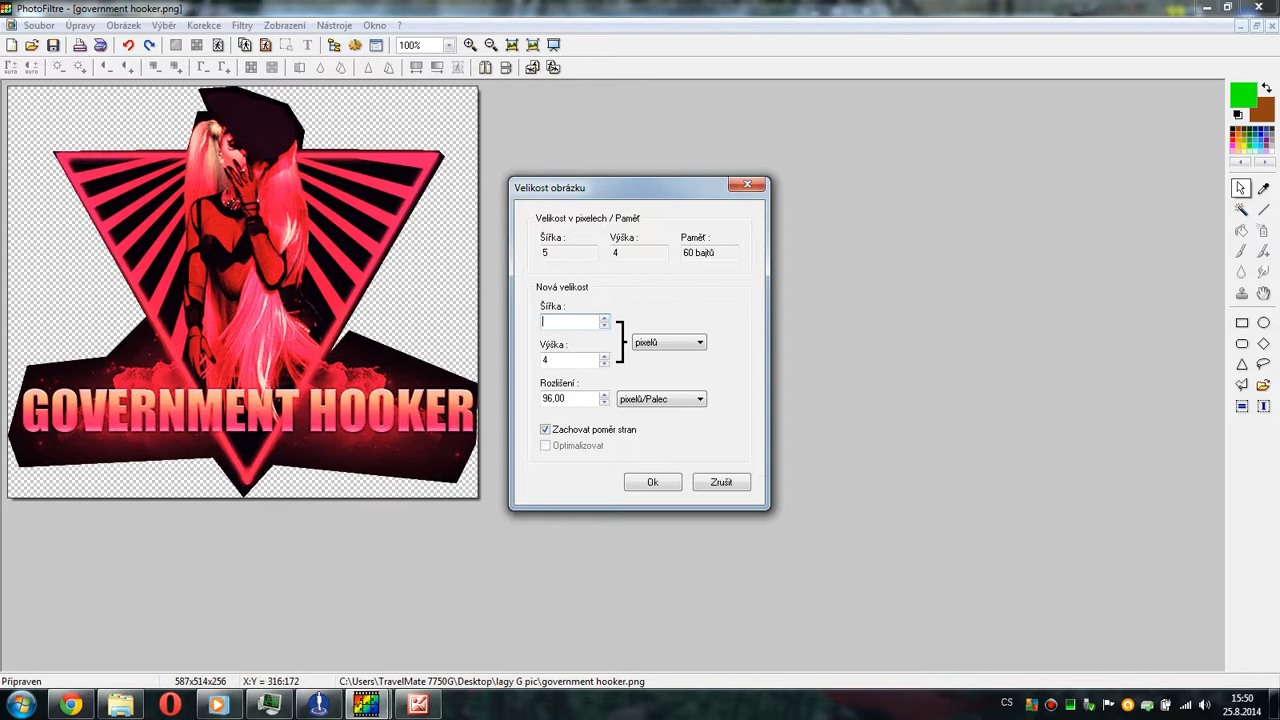 PhotoFiltre - [government hooker.png]
Soubor Úpravy Obrázek Výběr Korekce Filtry Zobrazení Nástroje Okno ?
100%
AUTO AUTO
GOVERNMENT HOOKER
Velikost obrázku
Velikost v pixelech / Paměť
Šířka : Výška : Paměť :
5 4 60 bajtů
Nová velikost
Šířka :
Výška :
pixelů
4
Rozlišení :
96,00 pixelů/Palec
Zachovat poměr stran
Optimalizovat
Ok Zrušit
Připraven 587x514x256 X:Y = 316:172 C:\Users\TravelMate 7750G\Desktop\lagy G pic\government hooker.png
CS 15:50
25.8.2014